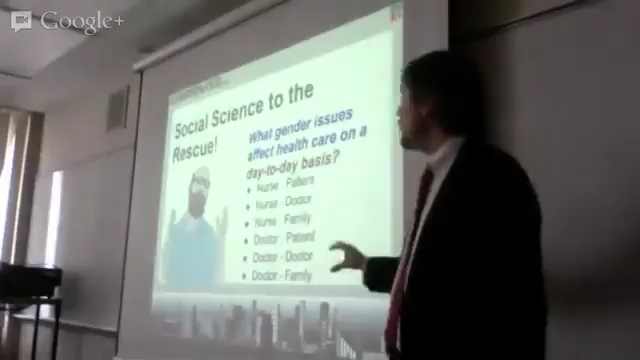 Google+
Social Science to the
Rescue!
What gender issues
affect health care on a
day-to-day basis?
• Nurse - Patient
• Nurse - Doctor
• Nurse - Family
• Doctor - Patient
• Doctor - Doctor
• Doctor - Family